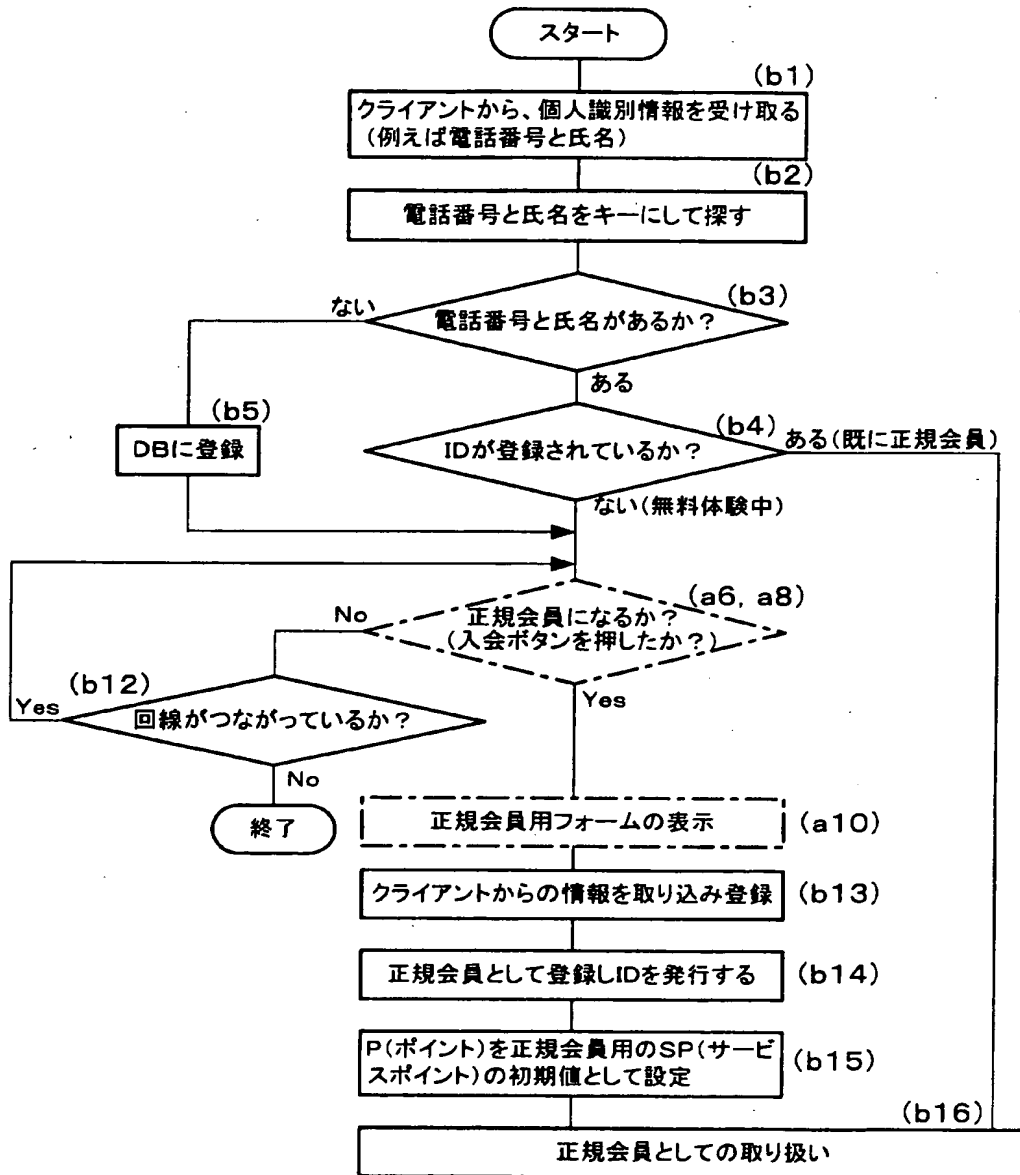 スタート
(b1)
クライアントから、個人識別情報を受け取る
(例えば電話番号と氏名)
(b2)
電話番号と氏名をキーにして探す
(b3)
ない
電話番号と氏名があるか?
ある
(b5)
(b4)
DBに登録
IDが登録されているか?
ある(既に正規会員)
ない(無料体験中)
(a6, a8)
No
正規会員になるか?
(入会ボタンを押したか?)
(b12)
Yes
Yes
回線がつながっているか?
No
終了
正規会員用フォームの表示
(a10)
クライアントからの情報を取り込み登録
(b13)
正規会員として登録しIDを発行する
(b14)
P(ポイント)を正規会員用のSP(サービ
スポイント)の初期値として設定
(b15)
(b16)
正規会員としての取り扱い